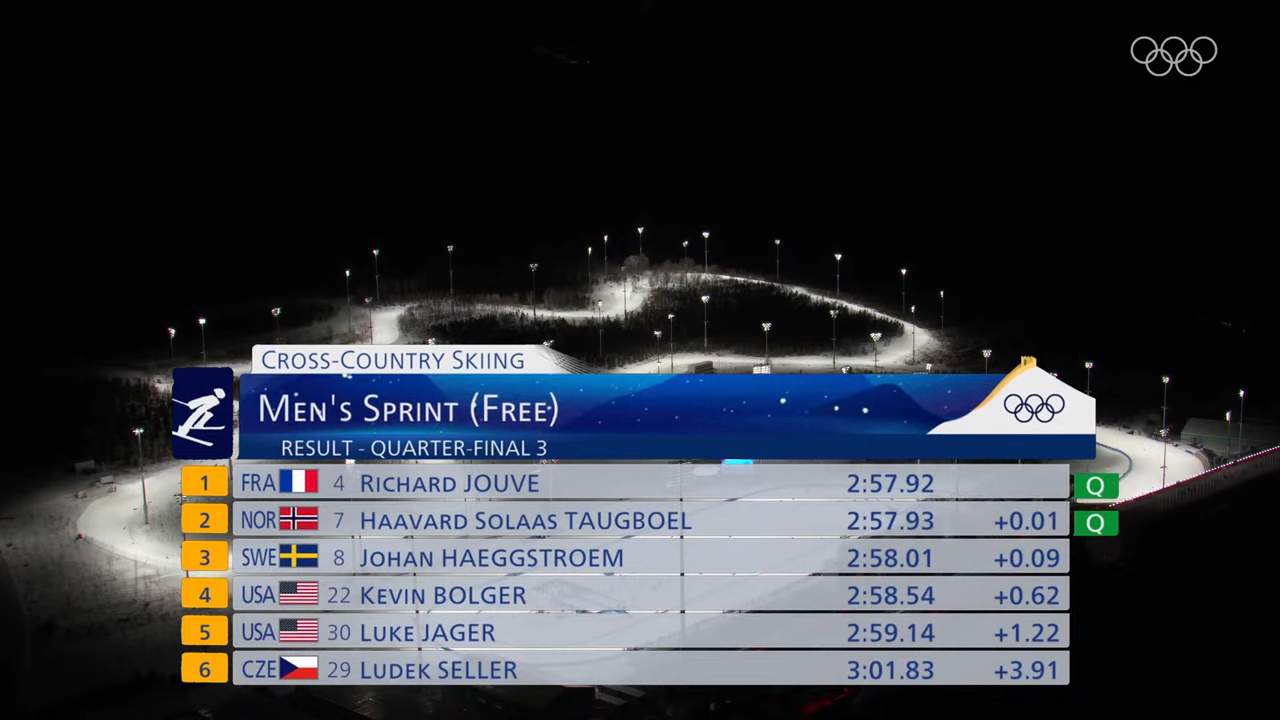 CROSS-COUNTRY SKIING
MEN'S SPRINT (FREE)
RESULT - QUARTER-FINAL 3
1 FRA 4 RICHARD JOUVE 2:57.92 Q
2 NOR 7 HAAVARD SOLAAS TAUGBOEL 2:57.93 +0.01 Q
3 SWE 8 JOHAN HAEGGSTROEM 2:58.01 +0.09
4 USA 22 KEVIN BOLGER 2:58.54 +0.62
5 USA 30 LUKE JAGER 2:59.14 +1.22
6 CZE 29 LUDEK SELLER 3:01.83 +3.91